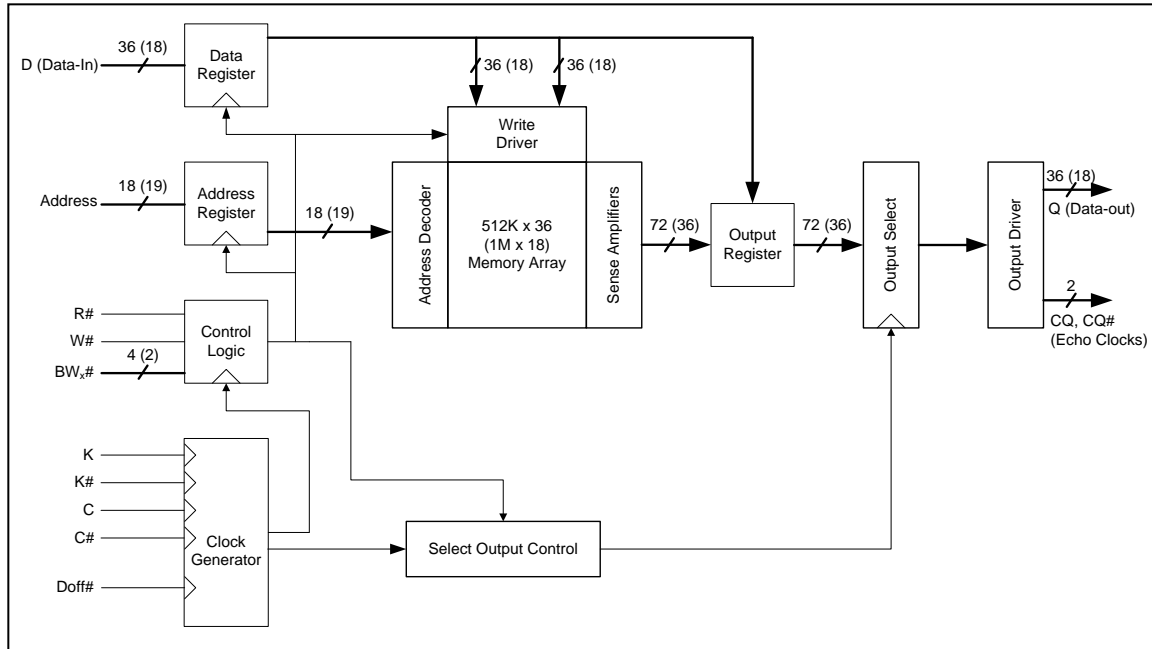 36 (18)
D (Data-In)
Data
Register
36 (18)
36 (18)
Write
Driver
18 (19)
Address
Address
Register
18 (19)
Address Decoder
512K x 36
(1M x 18)
Memory Array
Sense Amplifiers
72 (36)
Output
Register
72 (36)
Output Select
Output Driver
36 (18)
Q (Data-out)
2
CQ, CQ#
(Echo Clocks)
R#
W#
4 (2)
BWx#
Control
Logic
K
K#
C
C#
Doff#
Clock
Generator
Select Output Control